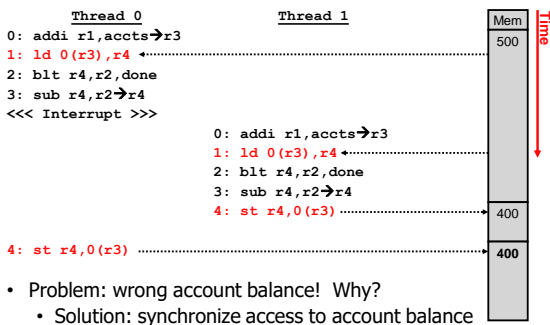 Thread 0 Thread 1 Mem
0: addi r1,accts→r3 500
1: ld 0(r3),r4
2: blt r4,r2,done
3: sub r4,r2→r4
<<< Interrupt >>>
0: addi r1,accts→r3
1: ld 0(r3),r4
2: blt r4,r2,done
3: sub r4,r2→r4
4: st r4,0(r3) 400
4: st r4,0(r3) 400
Time
• Problem: wrong account balance! Why?
• Solution: synchronize access to account balance